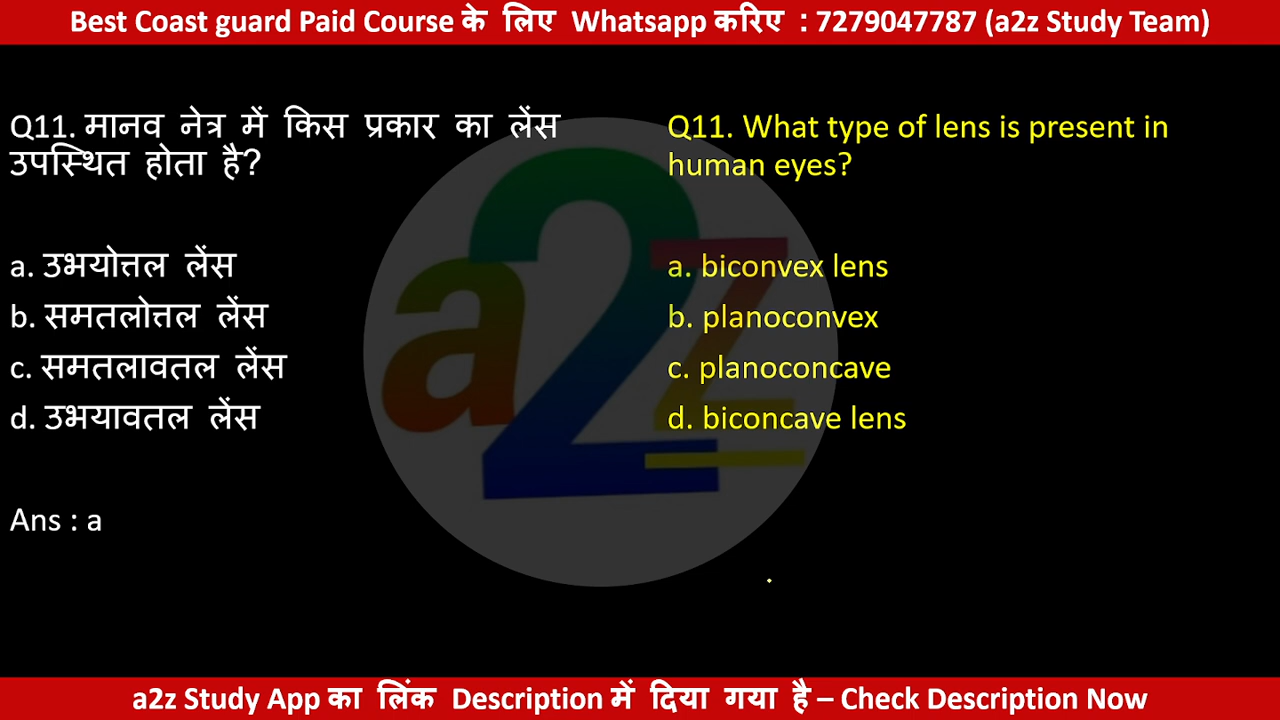 Best Coast guard Paid Course के लिए Whatsapp करिए : 7279047787 (a2z Study Team)
Q11. मानव नेत्र में किस प्रकार का लेंस
उपस्थित होता है?
a. उभयोत्तल लेंस
b. समतलोत्तल लेंस
c. समतलावतल लेंस
d. उभयावतल लेंस
Ans : a
Q11. What type of lens is present in
human eyes?
a. biconvex lens
b. planoconvex
c. planoconcave
d. biconcave lens
a2z
a2z Study App का लिंक Description में दिया गया है – Check Description Now